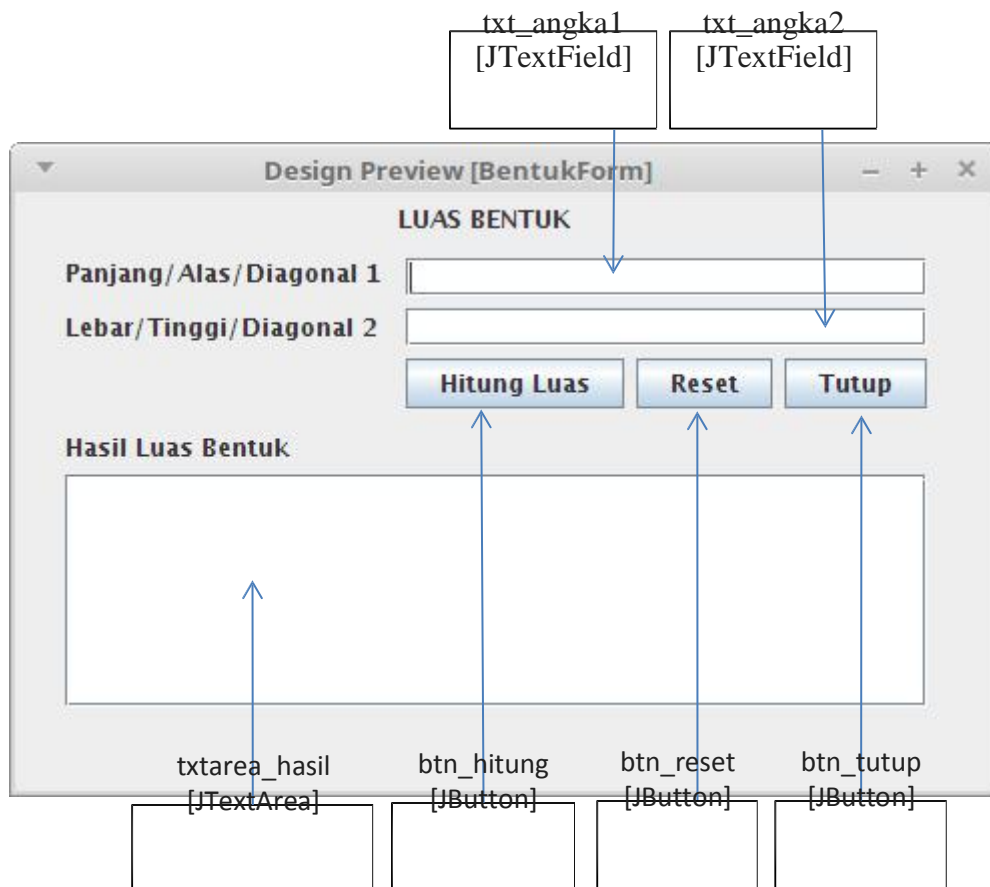 txt_angka1
[JTextField]
txt_angka2
[JTextField]
Design Preview [BentukForm]
LUAS BENTUK
Panjang/Alas/Diagonal 1
Lebar/Tinggi/Diagonal 2
Hitung Luas
Reset
Tutup
Hasil Luas Bentuk
txtarea_hasil
[JTextArea]
btn_hitung
[JButton]
btn_reset
[JButton]
btn_tutup
[JButton]